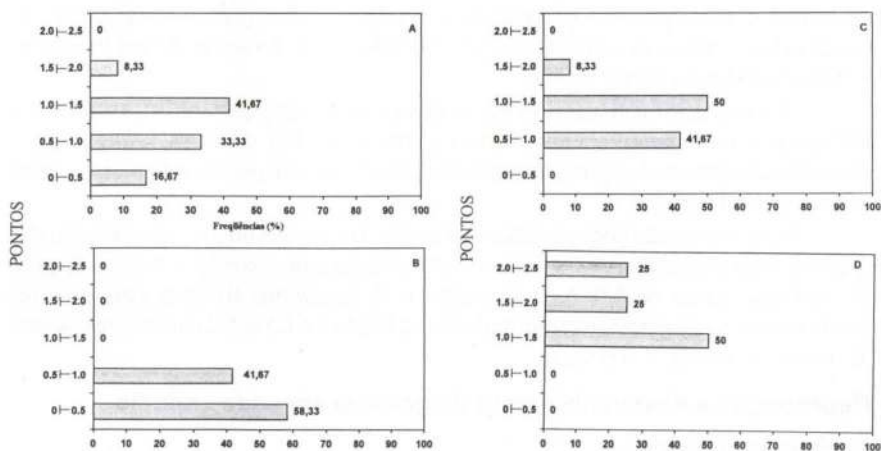 PONTOS
A
2.0├─2.5 0
1.5├─2.0 8,33
1.0├─1.5 41,67
0.5├─1.0 33,33
0├─0.5 16,67
0 10 20 30 40 50 60 70 80 90 100
Freqüências (%)
PONTOS
B
2.0├─2.5 0
1.5├─2.0 0
1.0├─1.5 0
0.5├─1.0 41,67
0├─0.5 58,33
0 10 20 30 40 50 60 70 80 90 100
PONTOS
C
2.0├─2.5 0
1.5├─2.0 8,33
1.0├─1.5 50
0.5├─1.0 41,67
0├─0.5 0
0 10 20 30 40 50 60 70 80 90 100
PONTOS
D
2.0├─2.5 25
1.5├─2.0 25
1.0├─1.5 50
0.5├─1.0 0
0├─0.5 0
0 10 20 30 40 50 60 70 80 90 100